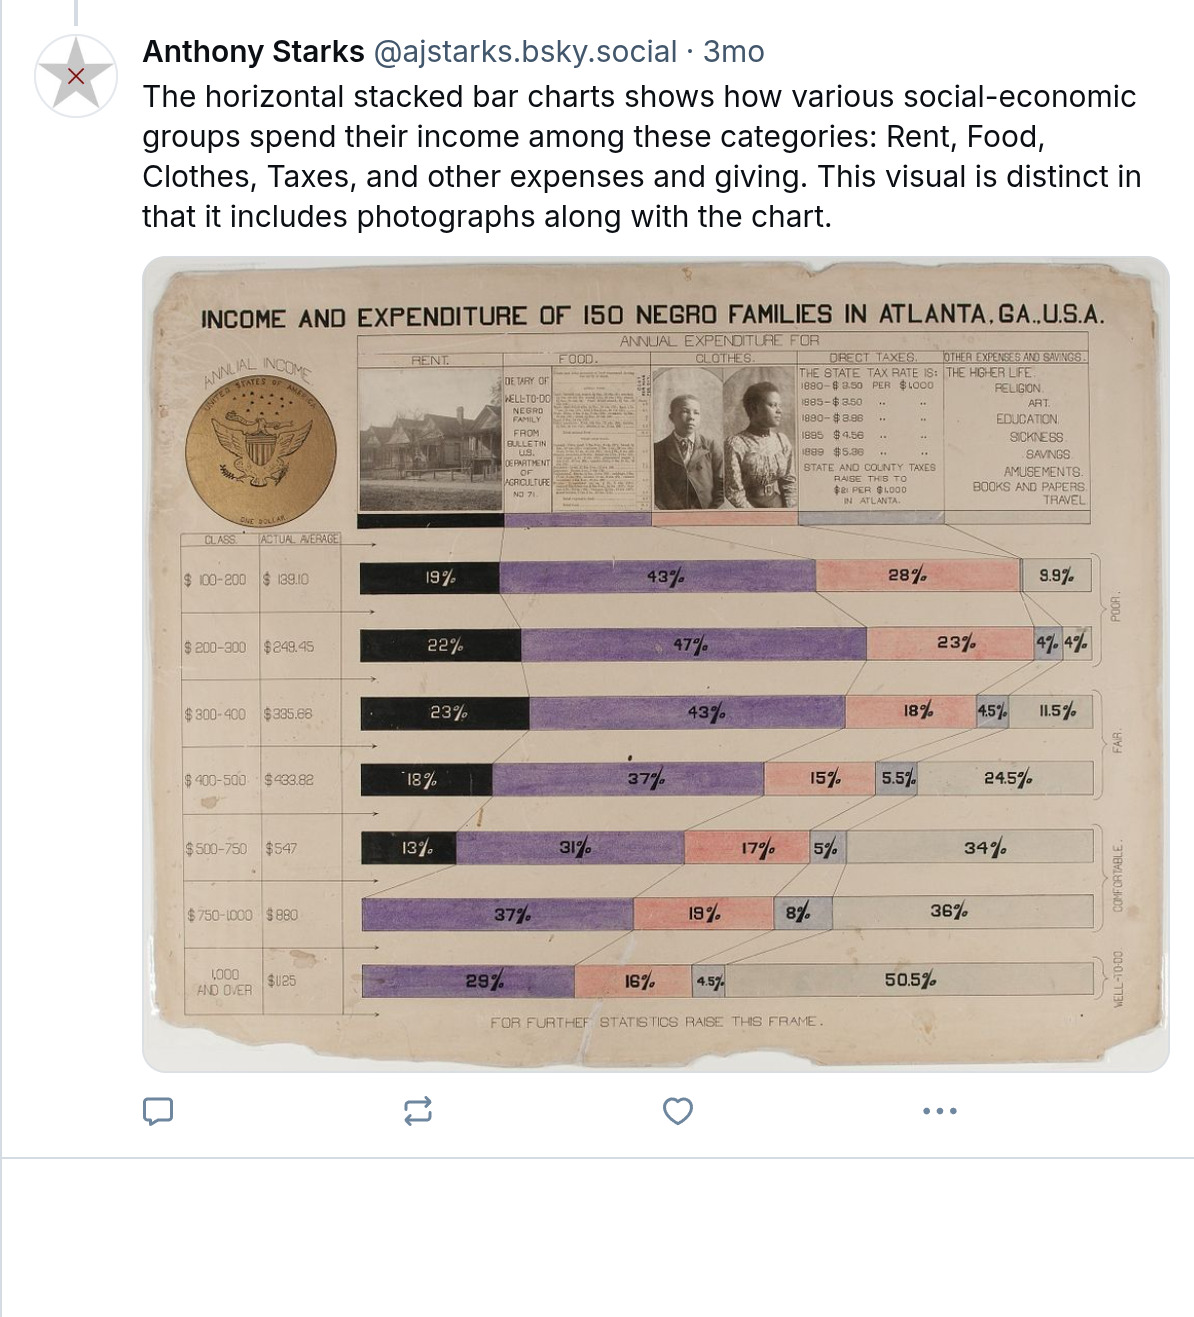 Anthony Starks @ajstarks.bsky.social · 3mo
The horizontal stacked bar charts shows how various social-economic
groups spend their income among these categories: Rent, Food,
Clothes, Taxes, and other expenses and giving. This visual is distinct in
that it includes photographs along with the chart.
INCOME AND EXPENDITURE OF 150 NEGRO FAMILIES IN ATLANTA, GA., U.S.A.
ANNUAL EXPENDITURE FOR
RENT. FOOD. CLOTHES. DIRECT TAXES. OTHER EXPENSES AND SAVINGS.
ANNUAL INCOME.
UNITED STATES OF AMERICA
ONE DOLLAR
DIETARY OF
WELL-TO-DO
NEGRO
FAMILY
FROM
BULLETIN
U.S.
DEPARTMENT
OF
AGRICULTURE
NO 71.
THE STATE TAX RATE IS:
1880-$ 3.50 PER $1,000
1885-$3.50 „ „
1890-$3.96 „ „
1895 $4.56 „ „
1899 $5.36 „ „
STATE AND COUNTY TAXES
RAISE THIS TO
PER $1,000
IN ATLANTA.
THE HIGHER LIFE.
RELIGION.
ART.
EDUCATION.
SICKNESS.
SAVINGS.
AMUSEMENTS.
BOOKS AND PAPERS.
TRAVEL
CLASS. ACTUAL AVERAGE
$ 100-200 $ 139.10 19% 43% 28% 9.9%
$ 200-300 $249.45 22% 47% 23% 4% 4%
POOR.
$ 300-400 $335.66 23% 43% 18% 4.5% 11.5%
$ 400-500 $433.82 18% 37% 15% 5.5% 24.5%
FAIR.
$ 500-750 $547 13% 31% 17% 5% 34%
$ 750-1000 $880 37% 19% 8% 36%
COMFORTABLE.
1,000
AND OVER $1125 29% 16% 4.5% 50.5%
WELL-TO-DO.
FOR FURTHER STATISTICS RAISE THIS FRAME.